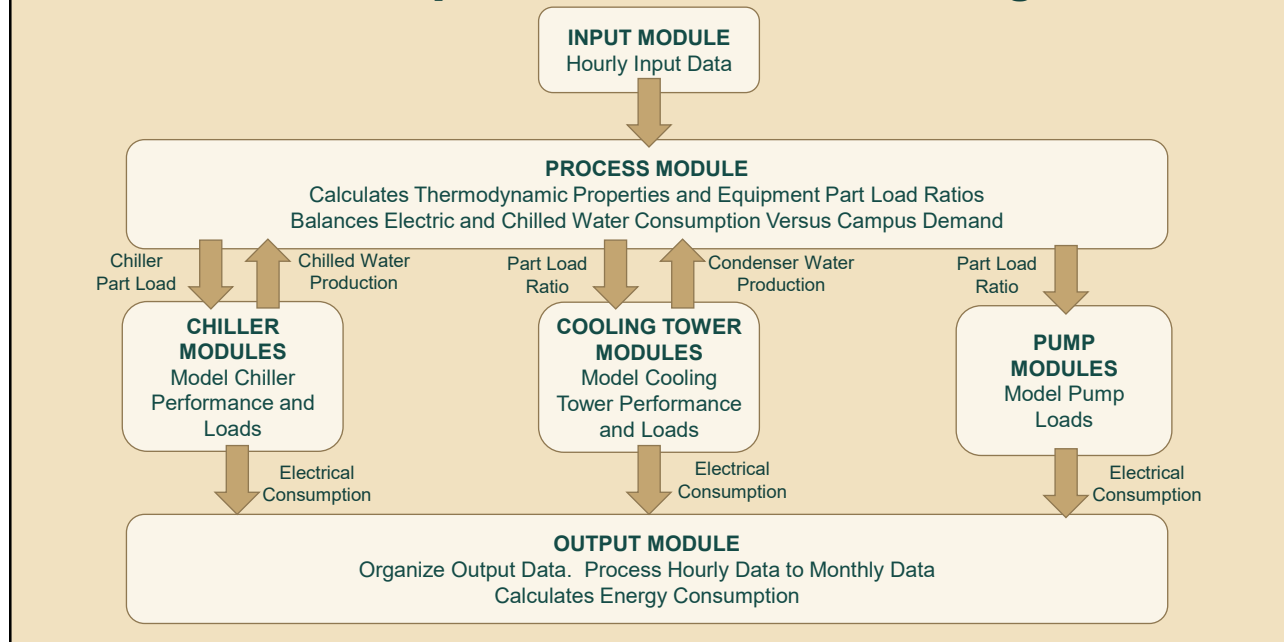 INPUT MODULE
Hourly Input Data
PROCESS MODULE
Calculates Thermodynamic Properties and Equipment Part Load Ratios
Balances Electric and Chilled Water Consumption Versus Campus Demand
Chiller
Part Load
Chilled Water
Production
Part Load
Ratio
Condenser Water
Production
Part Load
Ratio
CHILLER
MODULES
Model Chiller
Performance and
Loads
COOLING TOWER
MODULES
Model Cooling
Tower Performance
and Loads
PUMP
MODULES
Model Pump
Loads
Electrical
Consumption
Electrical
Consumption
Electrical
Consumption
OUTPUT MODULE
Organize Output Data.  Process Hourly Data to Monthly Data
Calculates Energy Consumption